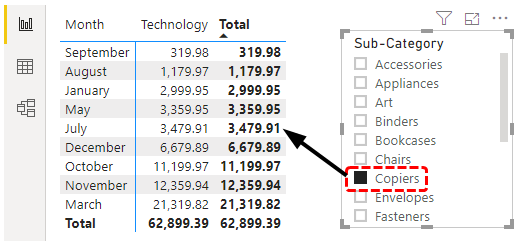 Month Technology Total
September 319.98 319.98
August 1,179.97 1,179.97
January 2,999.95 2,999.95
May 3,359.95 3,359.95
July 3,479.91 3,479.91
December 6,679.89 6,679.89
October 11,199.97 11,199.97
November 12,359.94 12,359.94
March 21,319.82 21,319.82
Total 62,899.39 62,899.39
Sub-Category
Accessories
Appliances
Art
Binders
Bookcases
Chairs
Copiers
Envelopes
Fasteners